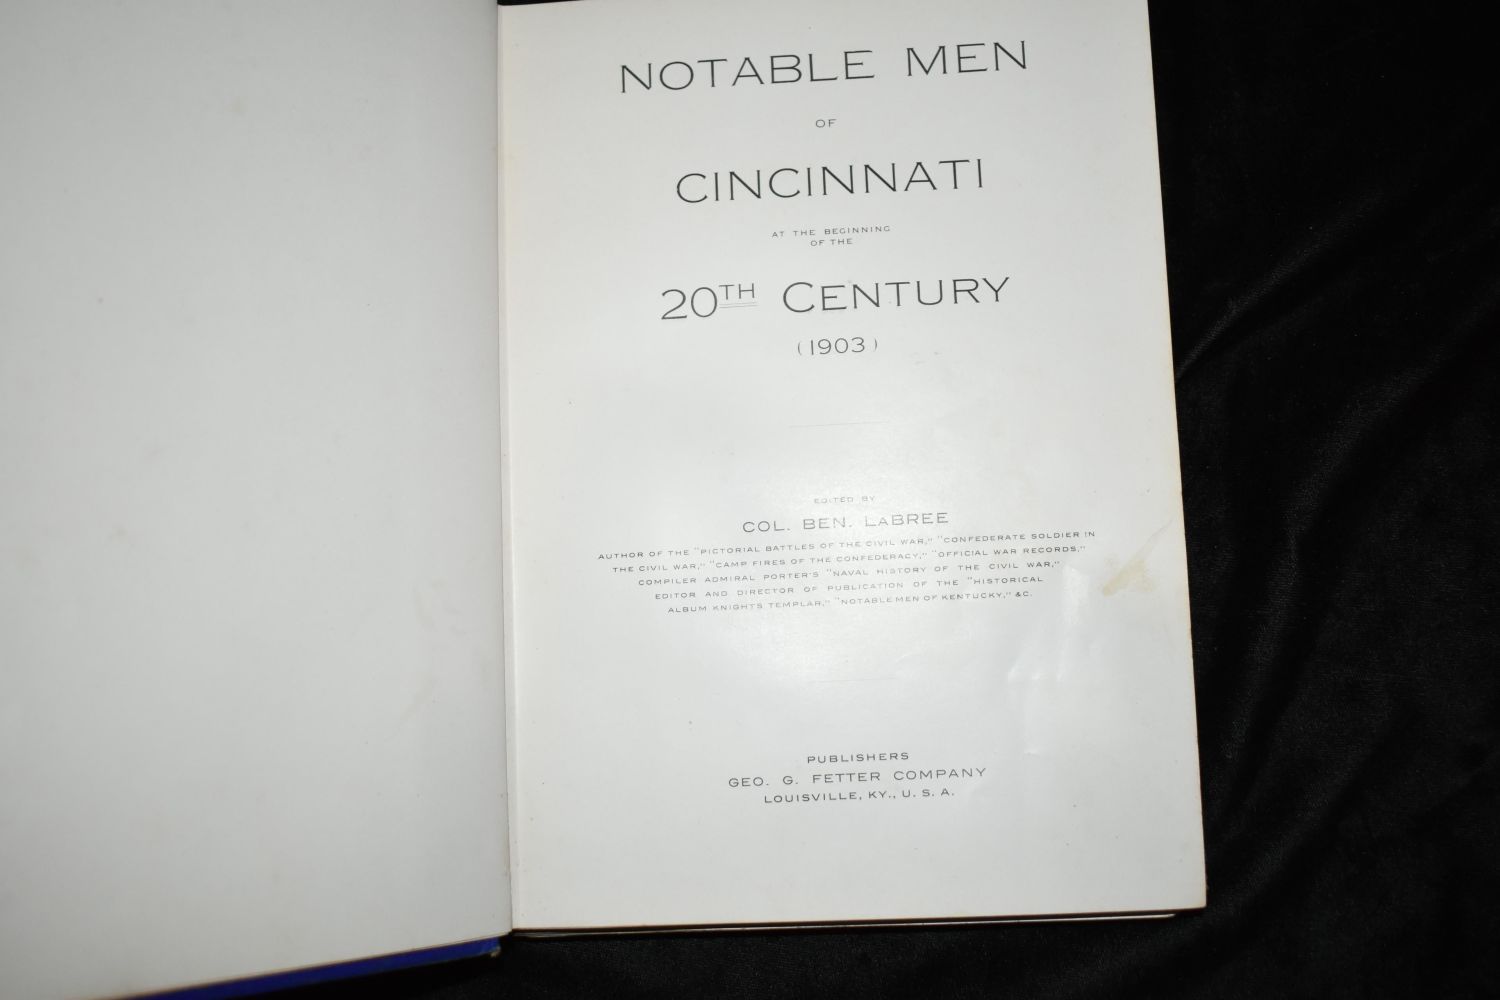 NOTABLE MEN
OF
CINCINNATI
AT THE BEGINNING
OF THE
20TH CENTURY
(1903)
EDITED BY
COL. BEN. LABREE
AUTHOR OF THE "PICTORIAL BATTLES OF THE CIVIL WAR," "CONFEDERATE SOLDIER IN
THE CIVIL WAR," "CAMP FIRES OF THE CONFEDERACY," "OFFICIAL WAR RECORDS,"
COMPILER ADMIRAL PORTER'S "NAVAL HISTORY OF THE CIVIL WAR,"
EDITOR AND DIRECTOR OF PUBLICATION OF THE "HISTORICAL
ALBUM KNIGHTS TEMPLAR," "NOTABLE MEN OF KENTUCKY," &C.
PUBLISHERS
GEO. G. FETTER COMPANY
LOUISVILLE, KY., U. S. A.